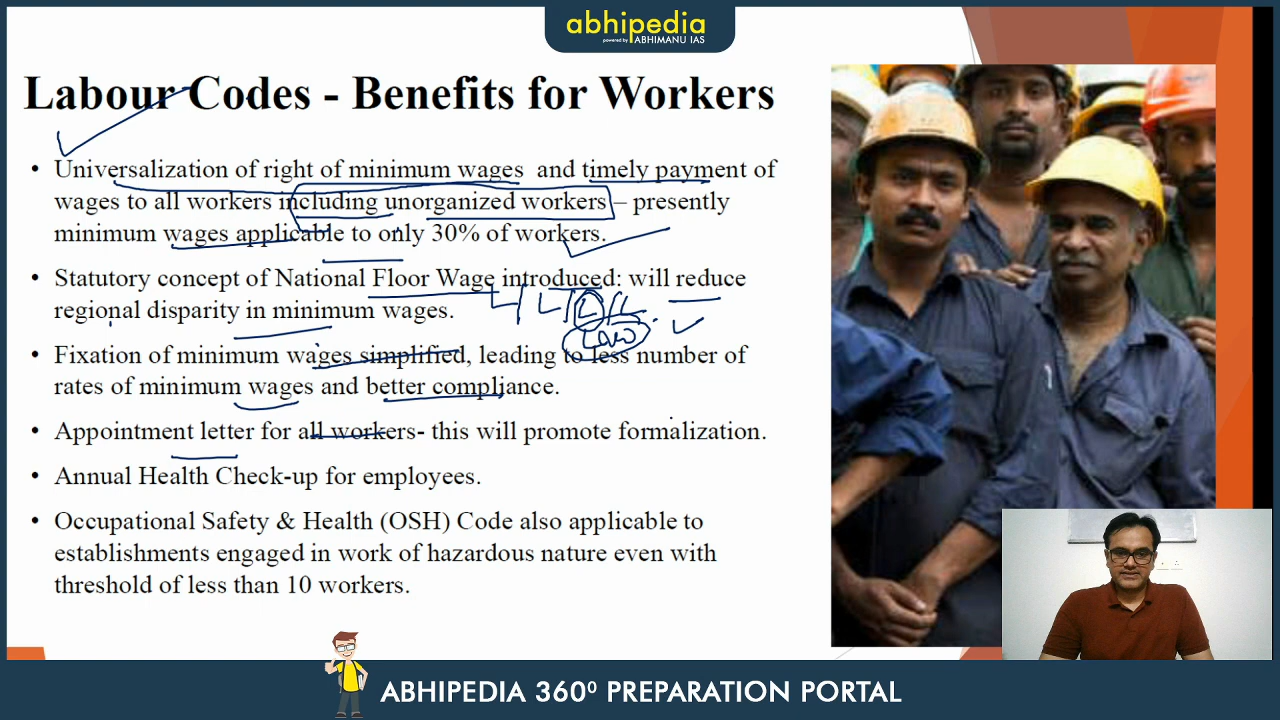 abhipedia
powered by ABHIMANU IAS
Labour Codes - Benefits for Workers
• Universalization of right of minimum wages and timely payment of
wages to all workers including unorganized workers – presently
minimum wages applicable to only 30% of workers.
• Statutory concept of National Floor Wage introduced: will reduce
regional disparity in minimum wages.
• Fixation of minimum wages simplified, leading to less number of
rates of minimum wages and better compliance.
• Appointment letter for all workers- this will promote formalization.
• Annual Health Check-up for employees.
• Occupational Safety & Health (OSH) Code also applicable to
establishments engaged in work of hazardous nature even with
threshold of less than 10 workers.
ABHIPEDIA 360⁰ PREPARATION PORTAL